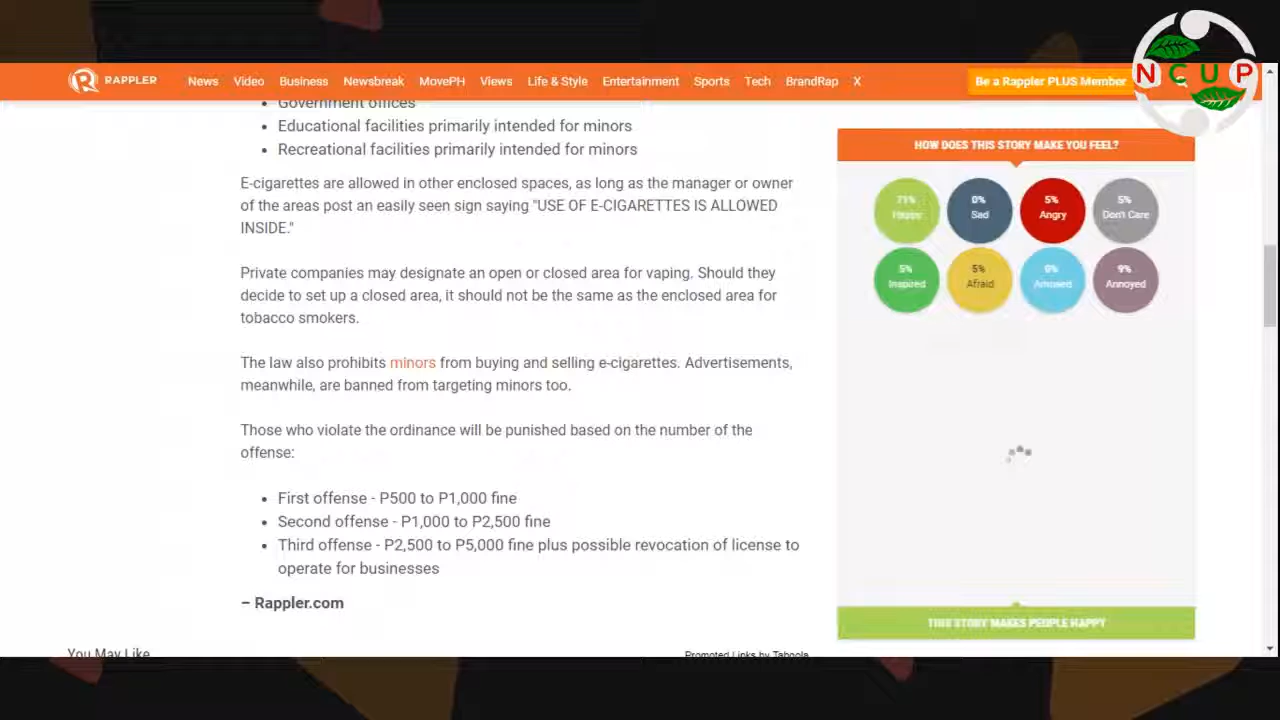 NCUP
RAPPLER
News Video Business Newsbreak MovePH Views Life & Style Entertainment Sports Tech BrandRap X
Be a Rappler PLUS Member
Government offices
Educational facilities primarily intended for minors
Recreational facilities primarily intended for minors
E-cigarettes are allowed in other enclosed spaces, as long as the manager or owner
of the areas post an easily seen sign saying "USE OF E-CIGARETTES IS ALLOWED
INSIDE."
Private companies may designate an open or closed area for vaping. Should they
decide to set up a closed area, it should not be the same as the enclosed area for
tobacco smokers.
The law also prohibits minors from buying and selling e-cigarettes. Advertisements,
meanwhile, are banned from targeting minors too.
Those who violate the ordinance will be punished based on the number of the
offense:
First offense - P500 to P1,000 fine
Second offense - P1,000 to P2,500 fine
Third offense - P2,500 to P5,000 fine plus possible revocation of license to
operate for businesses
– Rappler.com
You May Like
Promoted Links by Taboola
HOW DOES THIS STORY MAKE YOU FEEL?
71% Happy
0% Sad
5% Angry
5% Don't Care
5% Inspired
5% Afraid
0% Amused
9% Annoyed
THIS STORY MAKES PEOPLE HAPPY